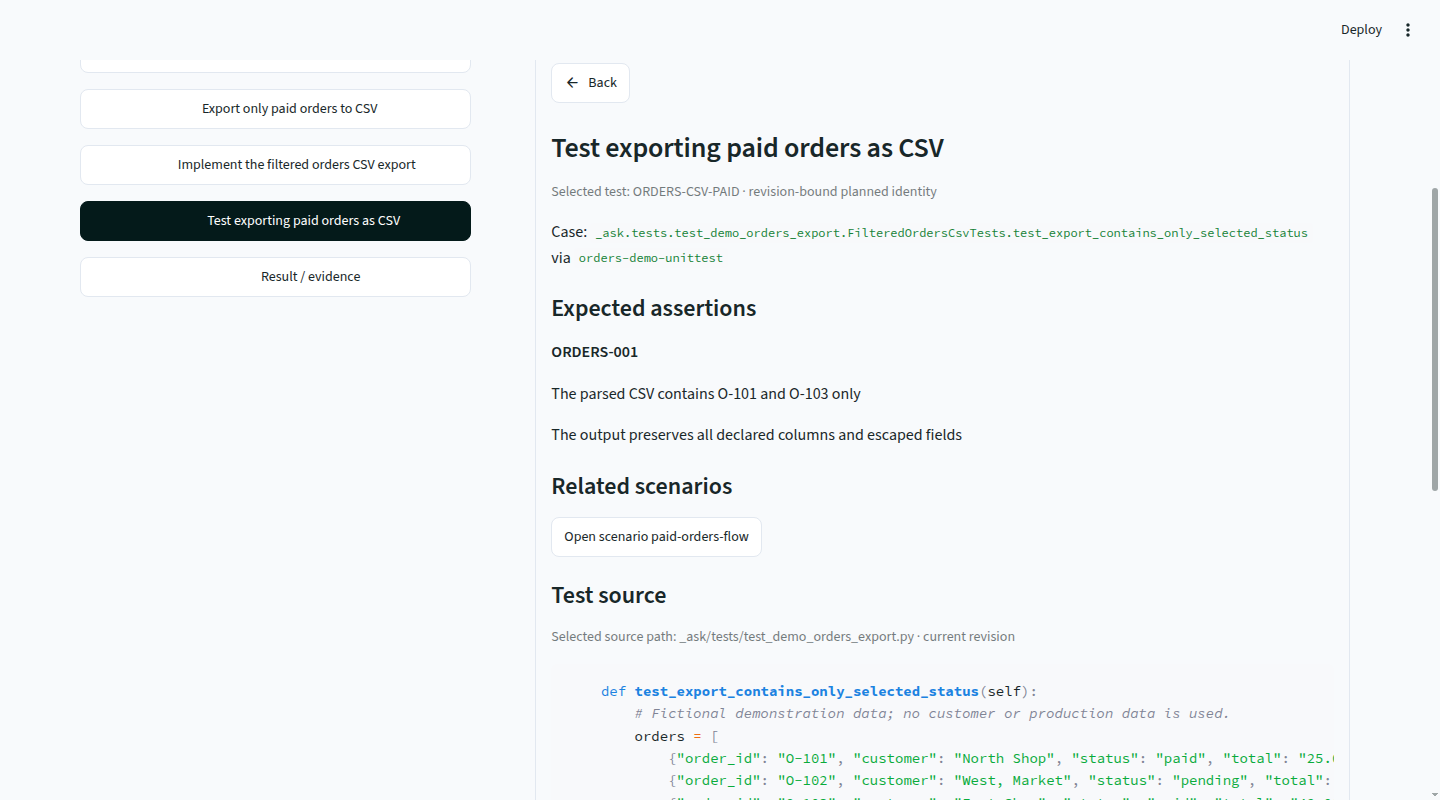 Deploy
Export only paid orders to CSV
Implement the filtered orders CSV export
Test exporting paid orders as CSV
Result / evidence
Back
Test exporting paid orders as CSV
Selected test: ORDERS-CSV-PAID · revision-bound planned identity
Case: _ask.tests.test_demo_orders_export.FilteredOrdersCsvTests.test_export_contains_only_selected_status
via orders-demo-unittest
Expected assertions
ORDERS-001
The parsed CSV contains O-101 and O-103 only
The output preserves all declared columns and escaped fields
Related scenarios
Open scenario paid-orders-flow
Test source
Selected source path: _ask/tests/test_demo_orders_export.py · current revision
def test_export_contains_only_selected_status(self):
# Fictional demonstration data; no customer or production data is used.
orders = [
{"order_id": "O-101", "customer": "North Shop", "status": "paid", "total": "25.
{"order_id": "O-102", "customer": "West, Market", "status": "pending", "total":